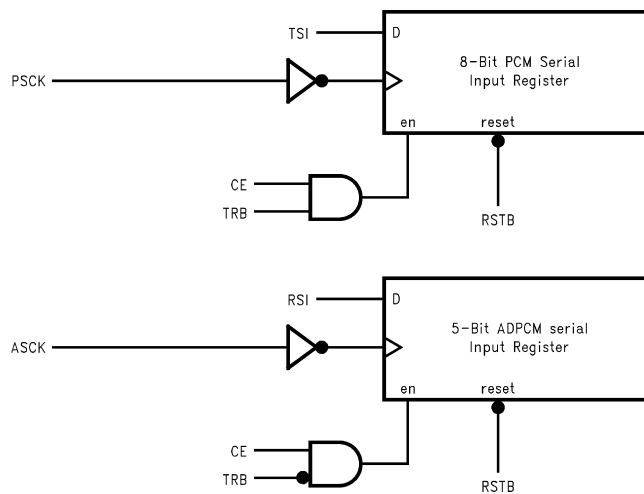 TSI
D
8-Bit PCM Serial
Input Register
PSCK
en
reset
CE
TRB
RSTB
RSI
D
5-Bit ADPCM serial
Input Register
ASCK
en
reset
CE
TRB
RSTB